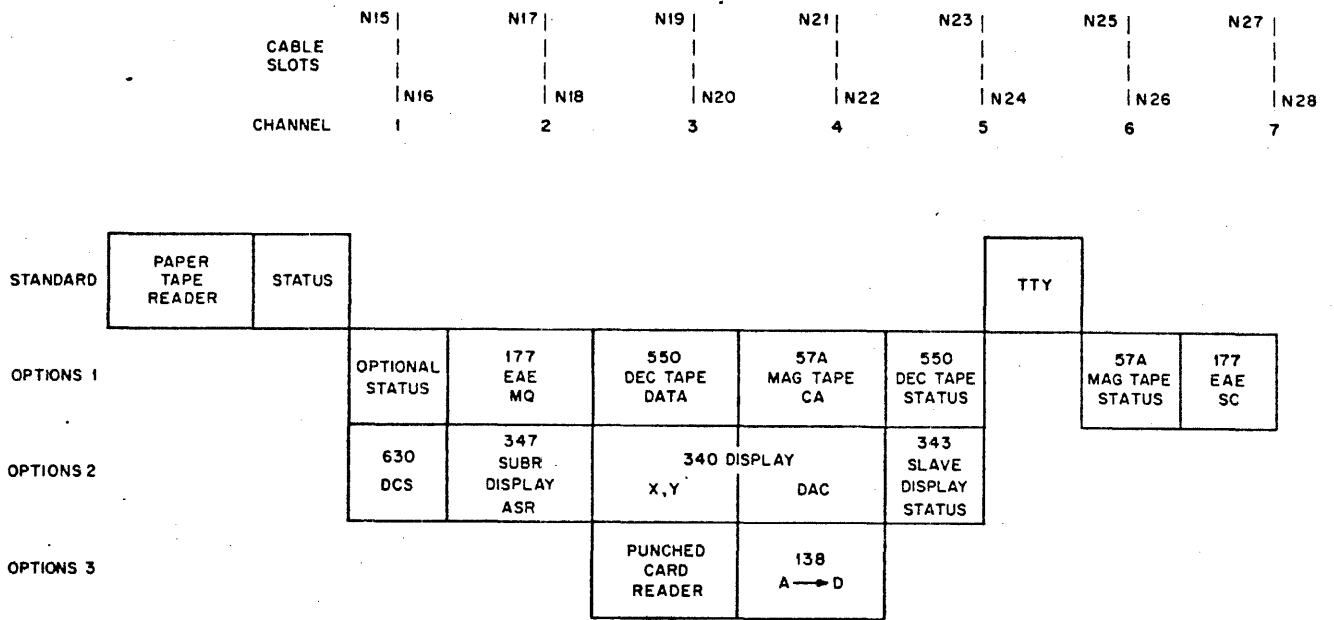 N15 N17 N19 N21 N23 N25 N27
CABLE
SLOTS
N16 N18 N20 N22 N24 N26 N28
CHANNEL 1 2 3 4 5 6 7
STANDARD
PAPER
TAPE
READER
STATUS
TTY
OPTIONS 1
OPTIONAL
STATUS
177
EAE
MQ
550
DEC TAPE
DATA
57A
MAG TAPE
CA
550
DEC TAPE
STATUS
57A
MAG TAPE
STATUS
177
EAE
SC
OPTIONS 2
630
DCS
347
SUBR
DISPLAY
ASR
340 DISPLAY
X,Y DAC
343
SLAVE
DISPLAY
STATUS
OPTIONS 3
PUNCHED
CARD
READER
138
A → D